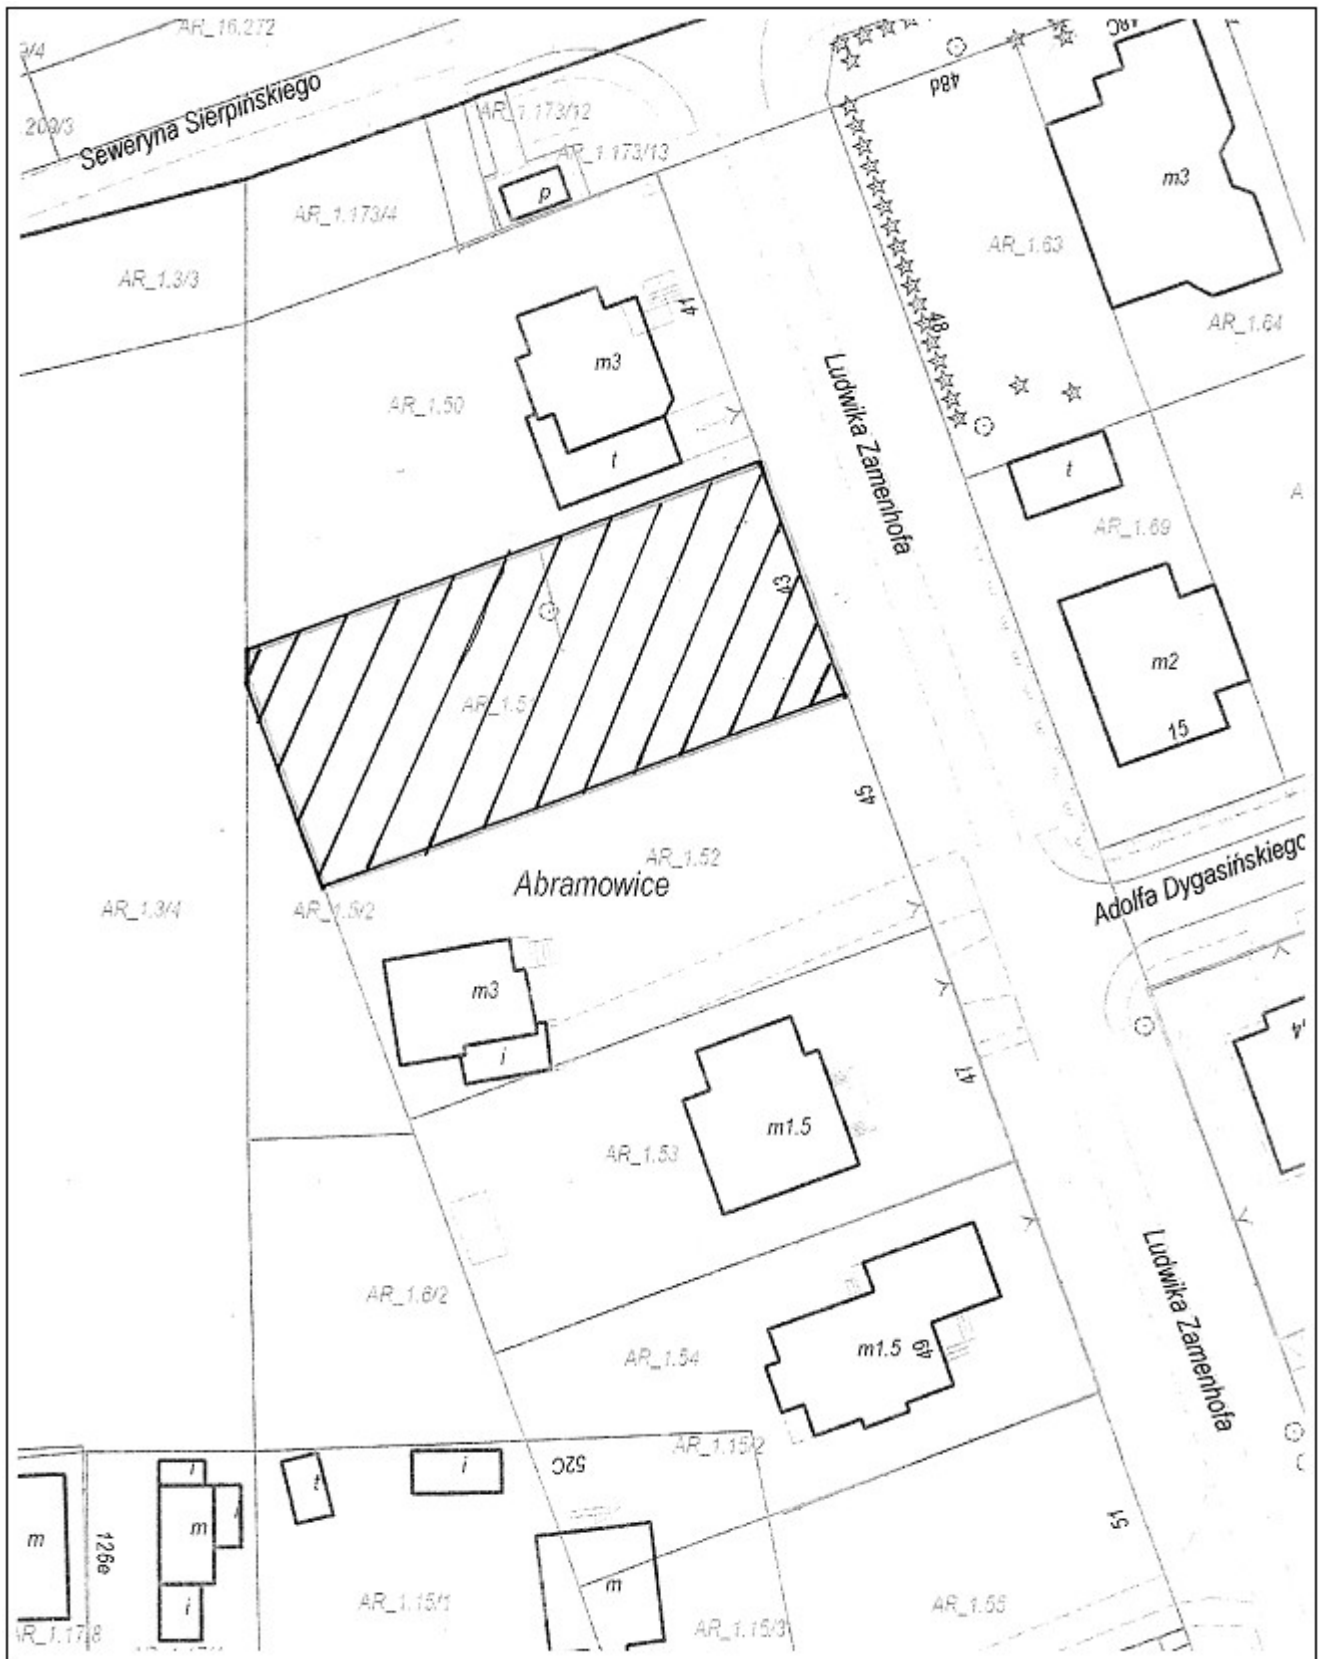 AR_16.272
Seweryna Sierpińskiego
AR_1.173/12
AR_1.173/13
48d
p
m3
AR_1.173/4
AR_1.63
AR_1.3/3
41
48
AR_1.64
m3
AR_1.50
Ludwika Zamenhofa
t
t
AR_1.69
43
m2
AR_1.51
15
45
AR_1.52
Abramowice
Adolfa Dygasińskiego
AR_1.3/4
AR_1.5/2
m3
i
47
m1.5
AR_1.53
AR_1.6/2
Ludwika Zamenhofa
m1.5
49
AR_1.54
AR_1.15/2
i
52C
t
i
51
m
126e
m
i
i
m
AR_1.15/1
AR_1.55
AR_1.15/3